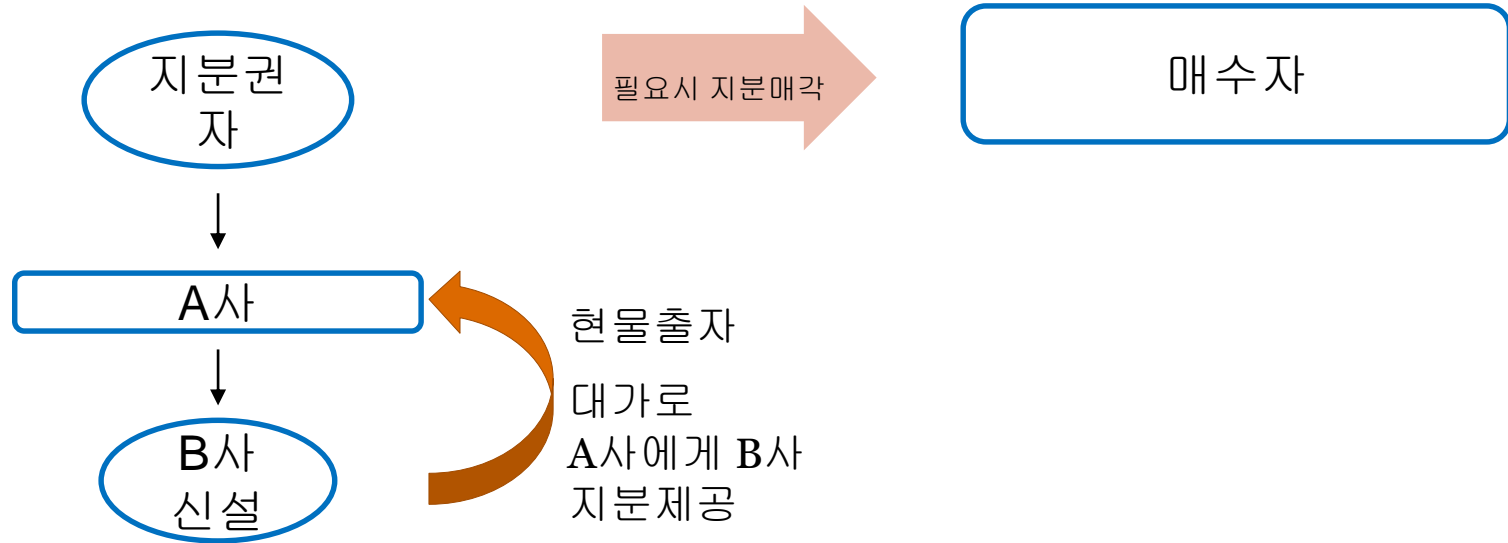 지분권
자
필요시 지분매각
매수자
A사
현물출자
대가로
A사에게 B사
지분제공
B사
신설